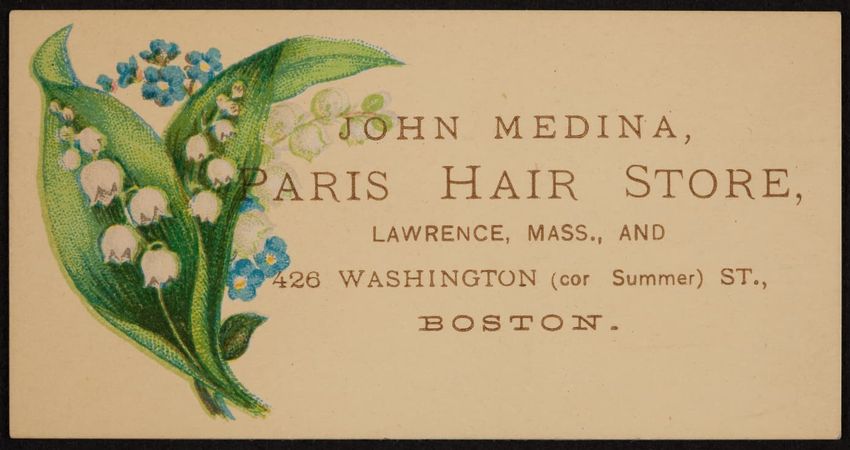 JOHN MEDINA,
PARIS HAIR STORE,
LAWRENCE, MASS., AND
426 WASHINGTON (cor Summer) ST.,
BOSTON.